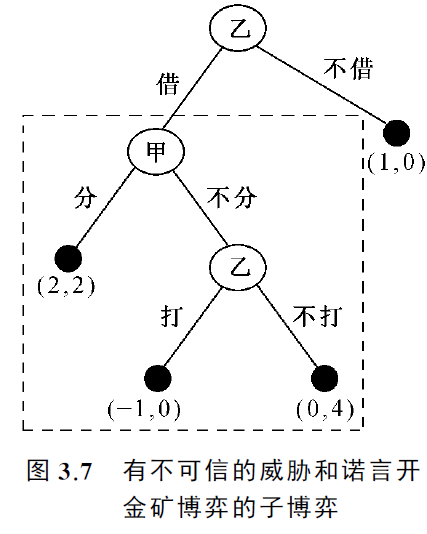 乙
借
不借
甲
(1,0)
分
不分
(2,2)
乙
打
不打
(−1,0)
(0,4)
图 3.7 有不可信的威胁和诺言开
金矿博弈的子博弈